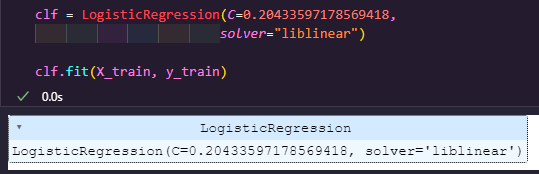 clf = LogisticRegression(C=0.20433597178569418,
solver="liblinear")
clf.fit(X_train, y_train)
0.0s
LogisticRegression
LogisticRegression(C=0.20433597178569418, solver='liblinear')